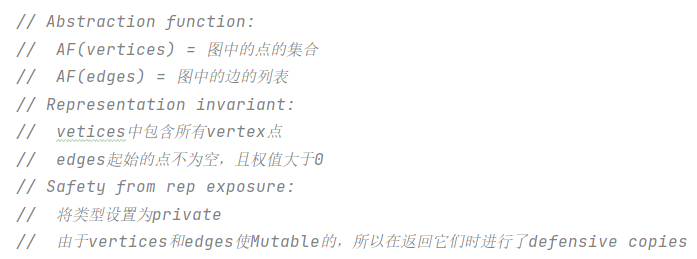 // Abstraction function:
//  AF(vertices) = 图中的点的集合
//  AF(edges) = 图中的边的列表
// Representation invariant:
//  vetices中包含所有vertex点
//  edges起始的点不为空，且权值大于0
// Safety from rep exposure:
//  将类型设置为private
//  由于vertices和edges使Mutable的，所以在返回它们时进行了defensive copies